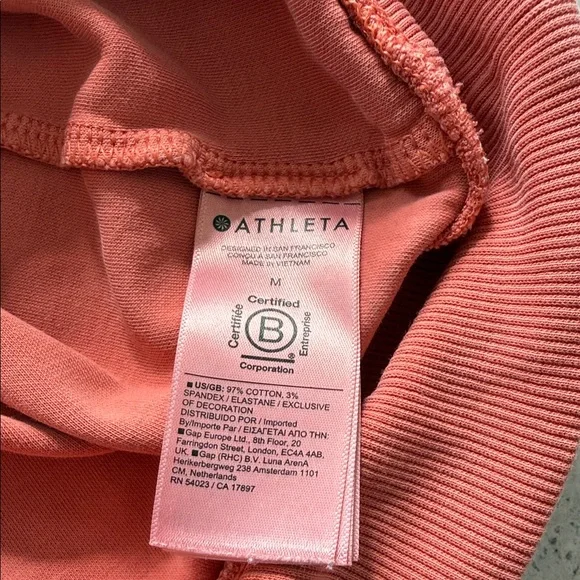 ATHLETA
DESIGNED IN SAN FRANCISCO
CONÇU À SAN FRANCISCO
MADE IN VIETNAM
M
Certified
Certifiée
B
Entreprise
®
Corporation
■ US/GB: 97% COTTON, 3%
SPANDEX / ELASTANE / EXCLUSIVE
OF DECORATION
DISTRIBUIDO POR / Imported
By/Importe Par / ΕΙΣΑΓΕΤΑΙ ΑΠΟ ΤΗΝ:
■Gap Europe Ltd., 8th Floor, 20
Farringdon Street, London, EC4A 4AB,
UK. ■Gap (RHC) B.V. Luna ArenA
Herikerbergweg 238 Amsterdam 1101
CM, Netherlands
RN 54023 / CA 17897